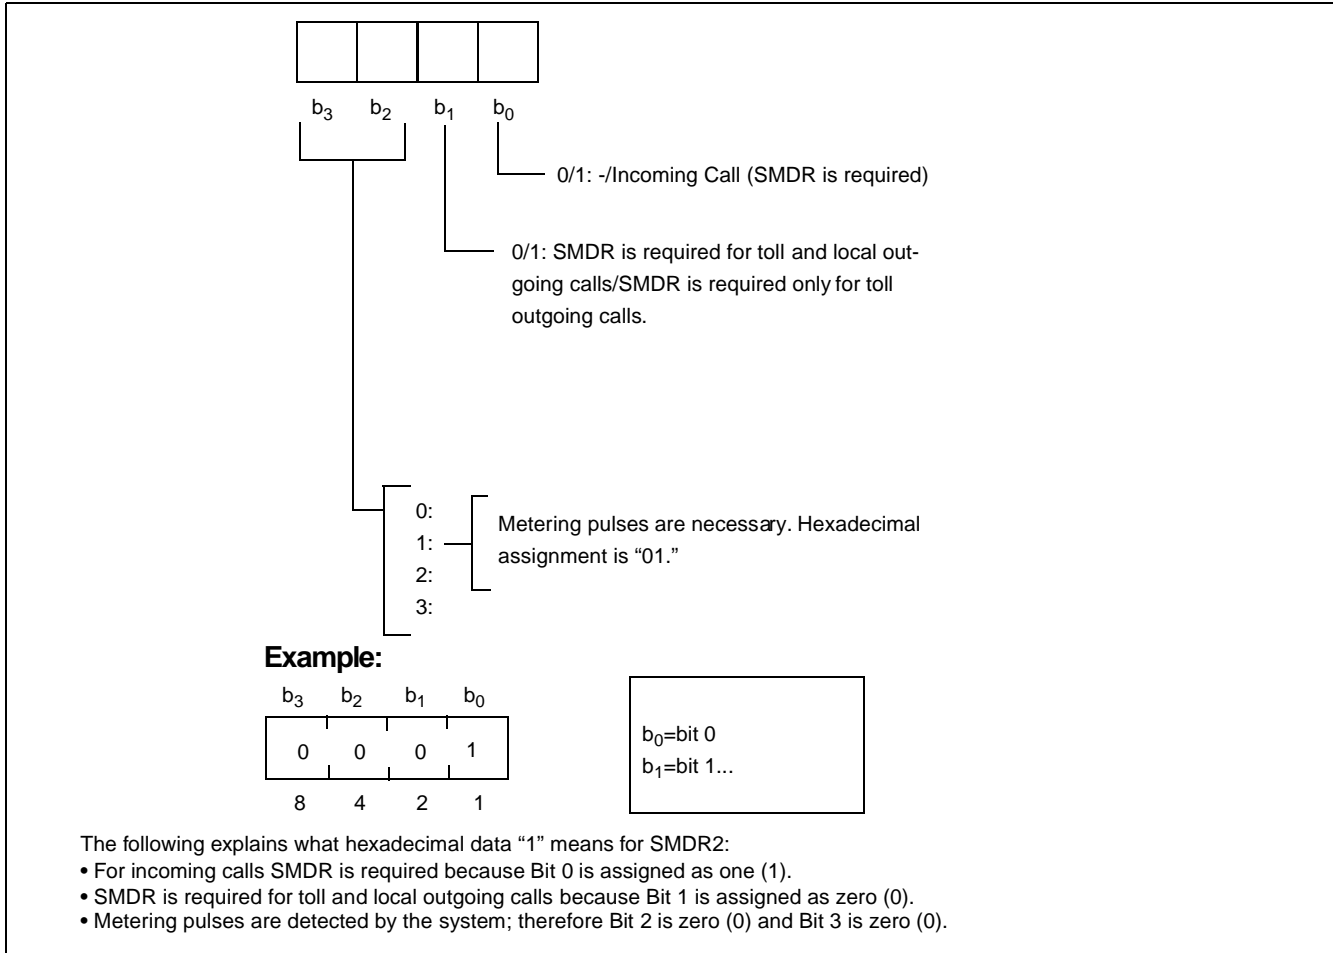 b3 b2 b1 b0
0/1: -/Incoming Call (SMDR is required)
0/1: SMDR is required for toll and local out-
going calls/SMDR is required only for toll
outgoing calls.
0:
1:
2:
3:
Metering pulses are necessary. Hexadecimal
assignment is “01.”
Example:
b3 b2 b1 b0
0 0 0 1
8 4 2 1
b0=bit 0
b1=bit 1...
The following explains what hexadecimal data “1” means for SMDR2:
• For incoming calls SMDR is required because Bit 0 is assigned as one (1).
• SMDR is required for toll and local outgoing calls because Bit 1 is assigned as zero (0).
• Metering pulses are detected by the system; therefore Bit 2 is zero (0) and Bit 3 is zero (0).